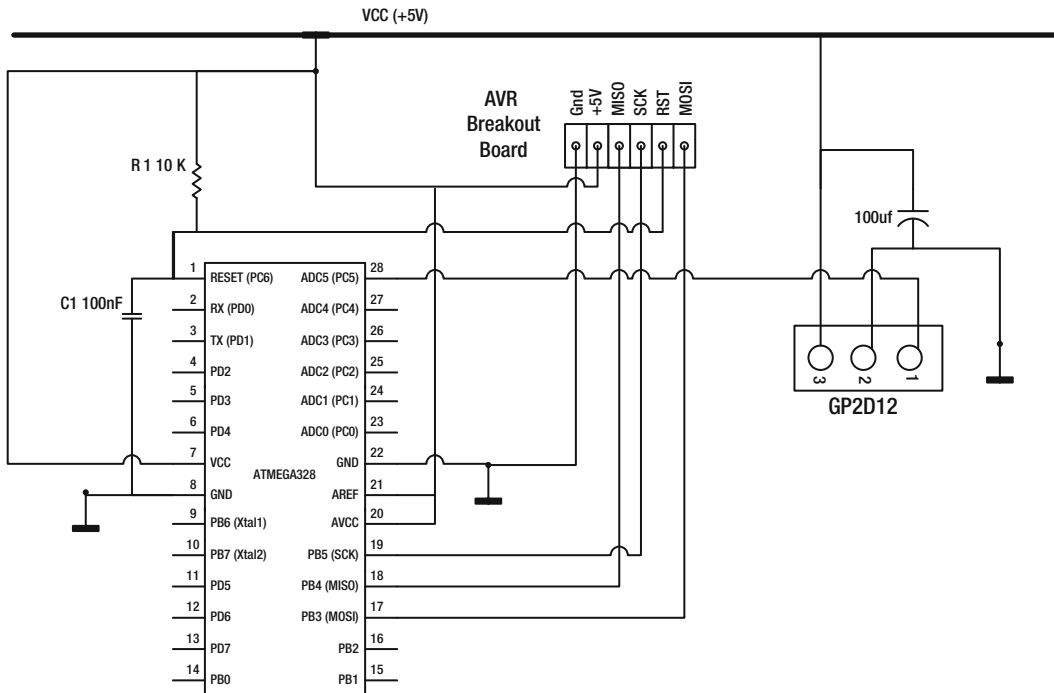 VCC (+5V)
AVR
Breakout
Board
Gnd
+5V
MISO
SCK
RST
MOSI
R 1 10 K
100uf
C1 100nF
1 RESET (PC6) ADC5 (PC5) 28
2 RX (PD0) ADC4 (PC4) 27
3 TX (PD1) ADC3 (PC3) 26
4 PD2 ADC2 (PC2) 25
5 PD3 ADC1 (PC1) 24
6 PD4 ADC0 (PC0) 23
7 VCC GND 22
ATMEGA328
8 GND AREF 21
9 PB6 (Xtal1) AVCC 20
10 PB7 (Xtal2) PB5 (SCK) 19
11 PD5 PB4 (MISO) 18
12 PD6 PB3 (MOSI) 17
13 PD7 PB2 16
14 PB0 PB1 15
3 2 1
GP2D12